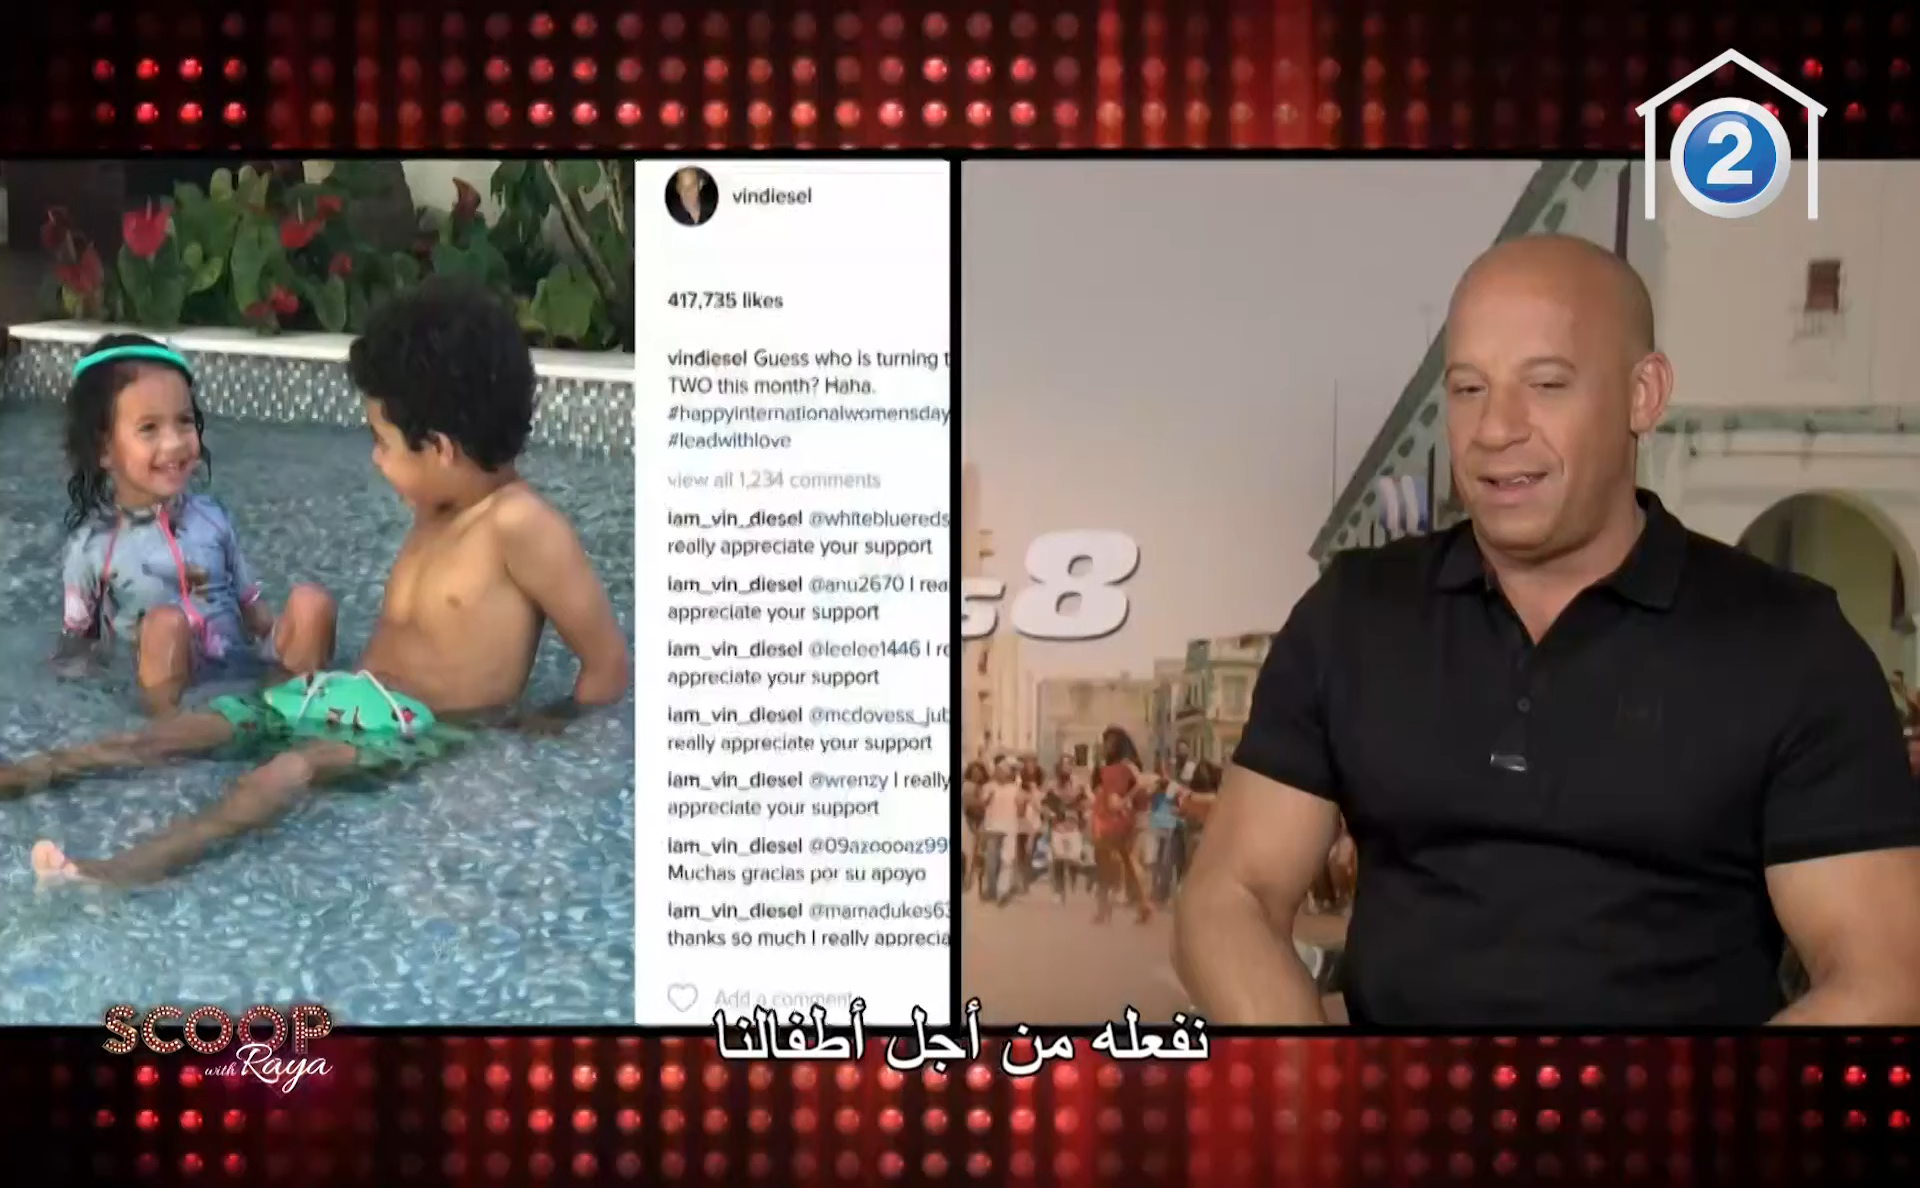 2
vindiesel
417,735 likes
vindiesel Guess who is turning t
TWO this month? Haha.
#happyinternationalwomensday
#leadwithlove
view all 1,234 comments
iam_vin_diesel @whitebluereds
really appreciate your support
iam_vin_diesel @anu2670 I rea
appreciate your support
iam_vin_diesel @leelee1446 I re
appreciate your support
iam_vin_diesel @mcdovess_jub
really appreciate your support
iam_vin_diesel @wrenzy I really
appreciate your support
iam_vin_diesel @09azoooaz99
Muchas gracias por su apoyo
iam_vin_diesel @mamadukes63
thanks so much I really apprecia
Add a comment
s8
نفعله من أجل أطفالنا
SCOOP
with Raya